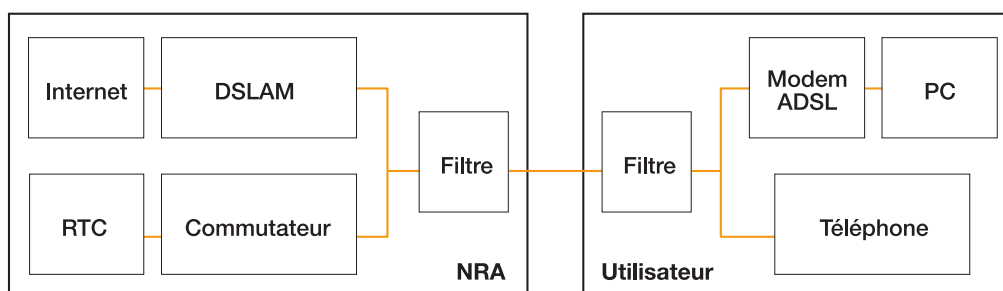 Internet
DSLAM
Filtre
RTC
Commutateur
NRA
Filtre
Modem
ADSL
PC
Téléphone
Utilisateur